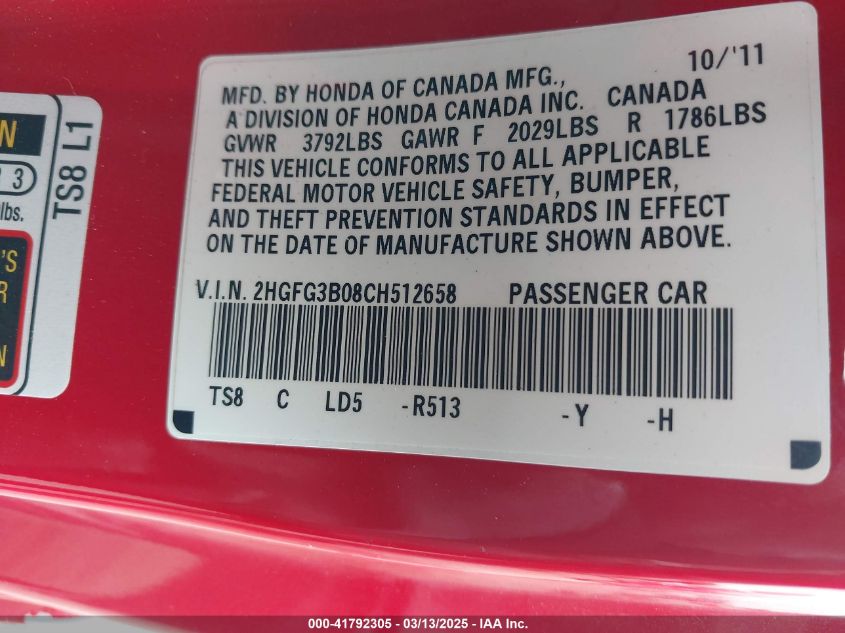 10/'11
MFD. BY HONDA OF CANADA MFG.,
A DIVISION OF HONDA CANADA INC. CANADA
GVWR 3792LBS GAWR F 2029LBS R 1786LBS
THIS VEHICLE CONFORMS TO ALL APPLICABLE
FEDERAL MOTOR VEHICLE SAFETY, BUMPER,
AND THEFT PREVENTION STANDARDS IN EFFECT
ON THE DATE OF MANUFACTURE SHOWN ABOVE.
V.I.N. 2HGFG3B08CH512658 PASSENGER CAR
TS8 C LD5 -R513 -Y -H
TS8 L1
N
3
lbs.
'S
R
N
000-41792305 - 03/13/2025 - IAA Inc.